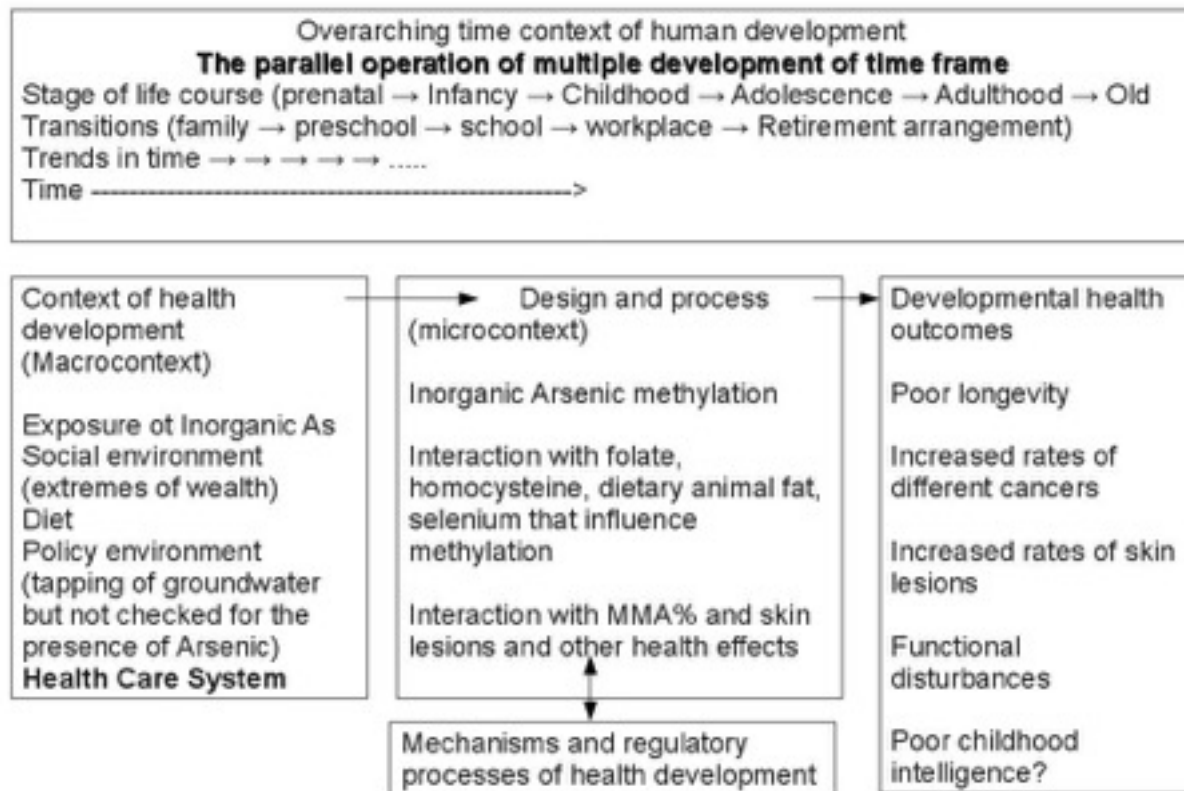 Overarching time context of human development
The parallel operation of multiple development of time frame
Stage of life course (prenatal → Infancy → Childhood → Adolescence → Adulthood → Old
Transitions (family → preschool → school → workplace → Retirement arrangement)
Trends in time → → → → → .....
Time ---------------------------------------------------->
Context of health
development
(Macrocontext)
Exposure ot Inorganic As
Social environment
(extremes of wealth)
Diet
Policy environment
(tapping of groundwater
but not checked for the
presence of Arsenic)
Health Care System
Design and process
(microcontext)
Inorganic Arsenic methylation
Interaction with folate,
homocysteine, dietary animal fat,
selenium that influence
methylation
Interaction with MMA% and skin
lesions and other health effects
Mechanisms and regulatory
processes of health development
Developmental health
outcomes
Poor longevity
Increased rates of
different cancers
Increased rates of skin
lesions
Functional
disturbances
Poor childhood
intelligence?